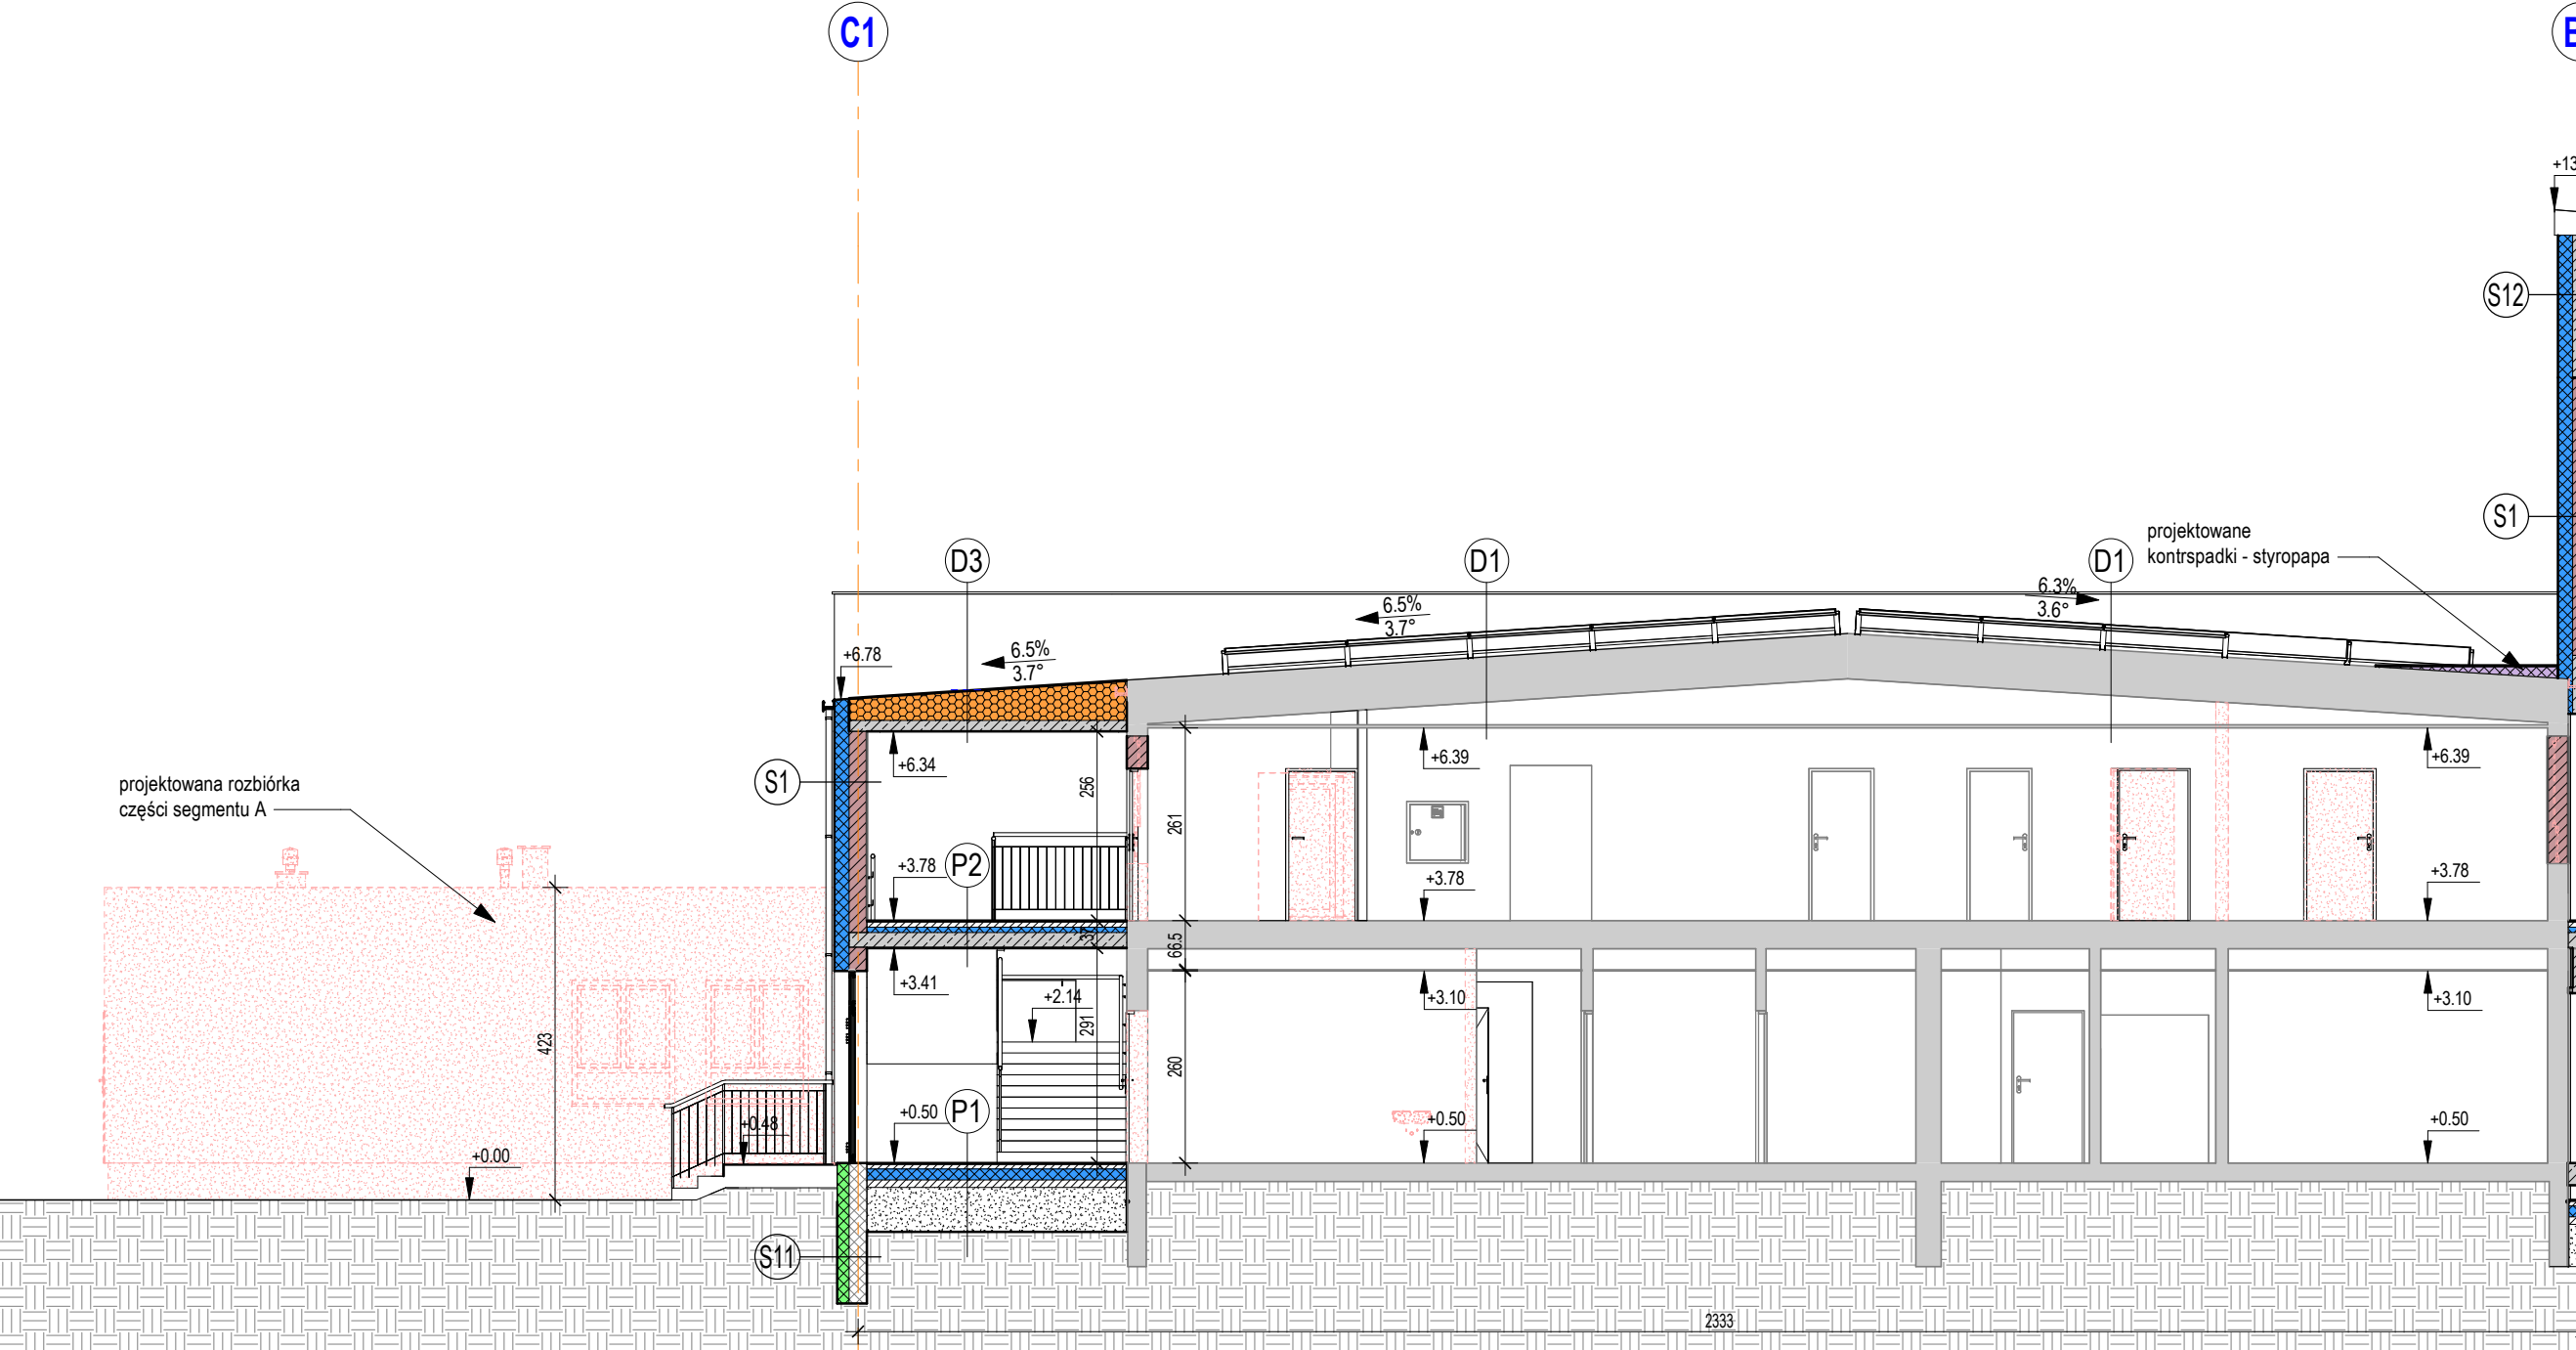 C1
+13
S12
S1
projektowane
kontrspadki - styropapa
D3
D1
D1
6.3%
3.6°
6.5%
3.7°
6.5%
3.7°
+6.78
+6.34
+6.39
+6.39
S1
projektowana rozbiórka
części segmentu A
256
261
+3.78
P2
+3.78
+3.78
37
66.5
+3.41
+2.14
+3.10
+3.10
423
291
260
+0.50
P1
+0.50
+0.50
+0.48
+0.00
S11
2333